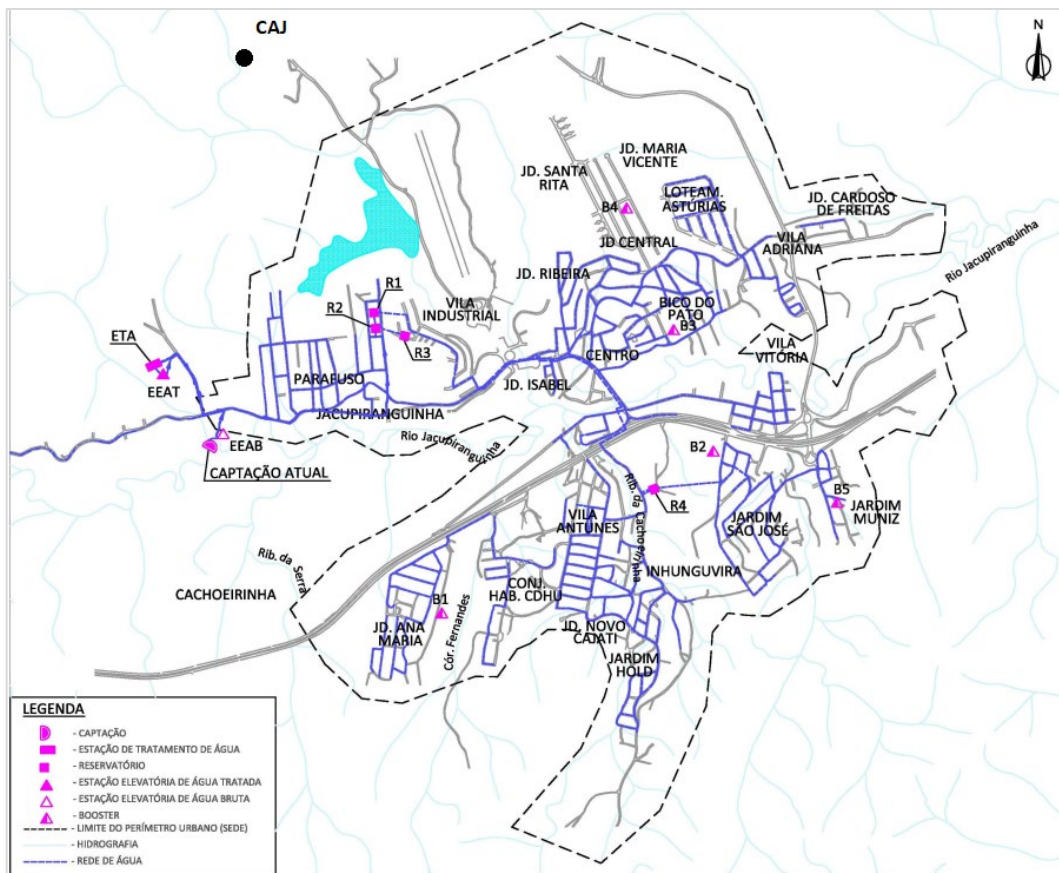 CAJ
N
JD. MARIA
VICENTE
JD. SANTA
RITA
LOTEAM.
ASTÚRIAS
JD. CARDOSO
DE FREITAS
B4
JD CENTRAL
VILA
ADRIANA
Rio Jacupiranguinha
JD. RIBEIRA
R1
R2
VILA
INDUSTRIAL
BICO DO
PATO
B3
ETA
R3
CENTRO
VILA
VITÓRIA
EEAT
PARAFUSO
JD. ISABEL
JACUPIRANGUINHA
EEAB
Rio Jacupiranguinha
CAPTAÇÃO ATUAL
B2
Rib. da Cachoeirinha
R4
B5
JARDIM
MUNIZ
VILA
ANTUNES
JARDIM
SÃO JOSÉ
Rib. da Serra
INHUNGUVIRA
CACHOEIRINHA
CONJ.
HAB. CDHU
B1
Cór. Fernandes
JD. ANA
MARIA
JD. NOVO
CAJATI
JARDIM
HOLD
LEGENDA
- CAPTAÇÃO
- ESTAÇÃO DE TRATAMENTO DE ÁGUA
- RESERVATÓRIO
- ESTAÇÃO ELEVATÓRIA DE ÁGUA TRATADA
- ESTAÇÃO ELEVATÓRIA DE ÁGUA BRUTA
- BOOSTER
- LIMITE DO PERÍMETRO URBANO (SEDE)
- HIDROGRAFIA
- REDE DE ÁGUA